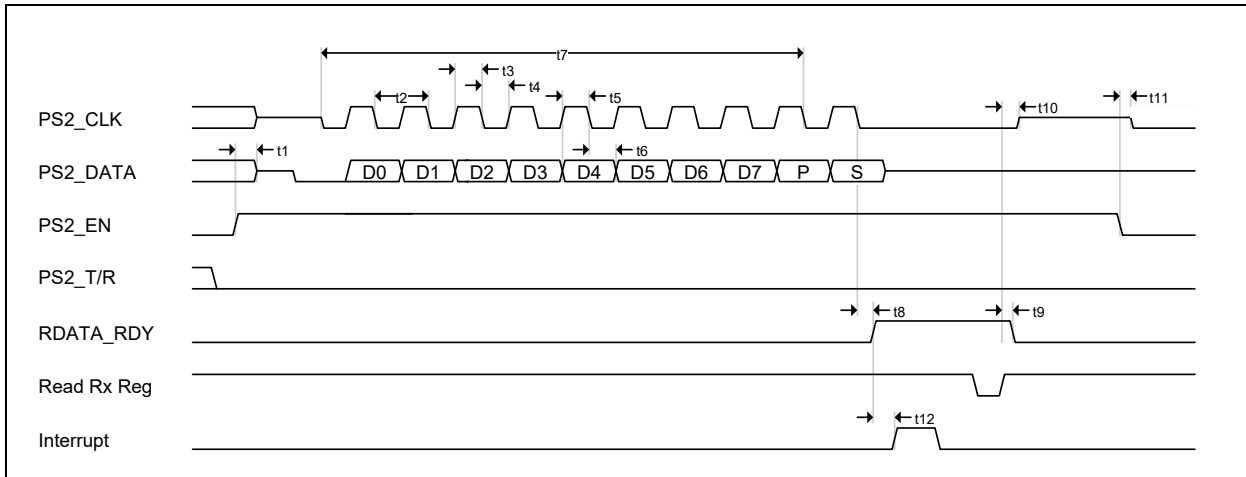 t7
t3
t4
t2
t5
PS2_CLK
t10
t11
t1
t6
PS2_DATA
D0 D1 D2 D3 D4 D5 D6 D7 P S
PS2_EN
PS2_T/R
t8
t9
RDATA_RDY
Read Rx Reg
t12
Interrupt